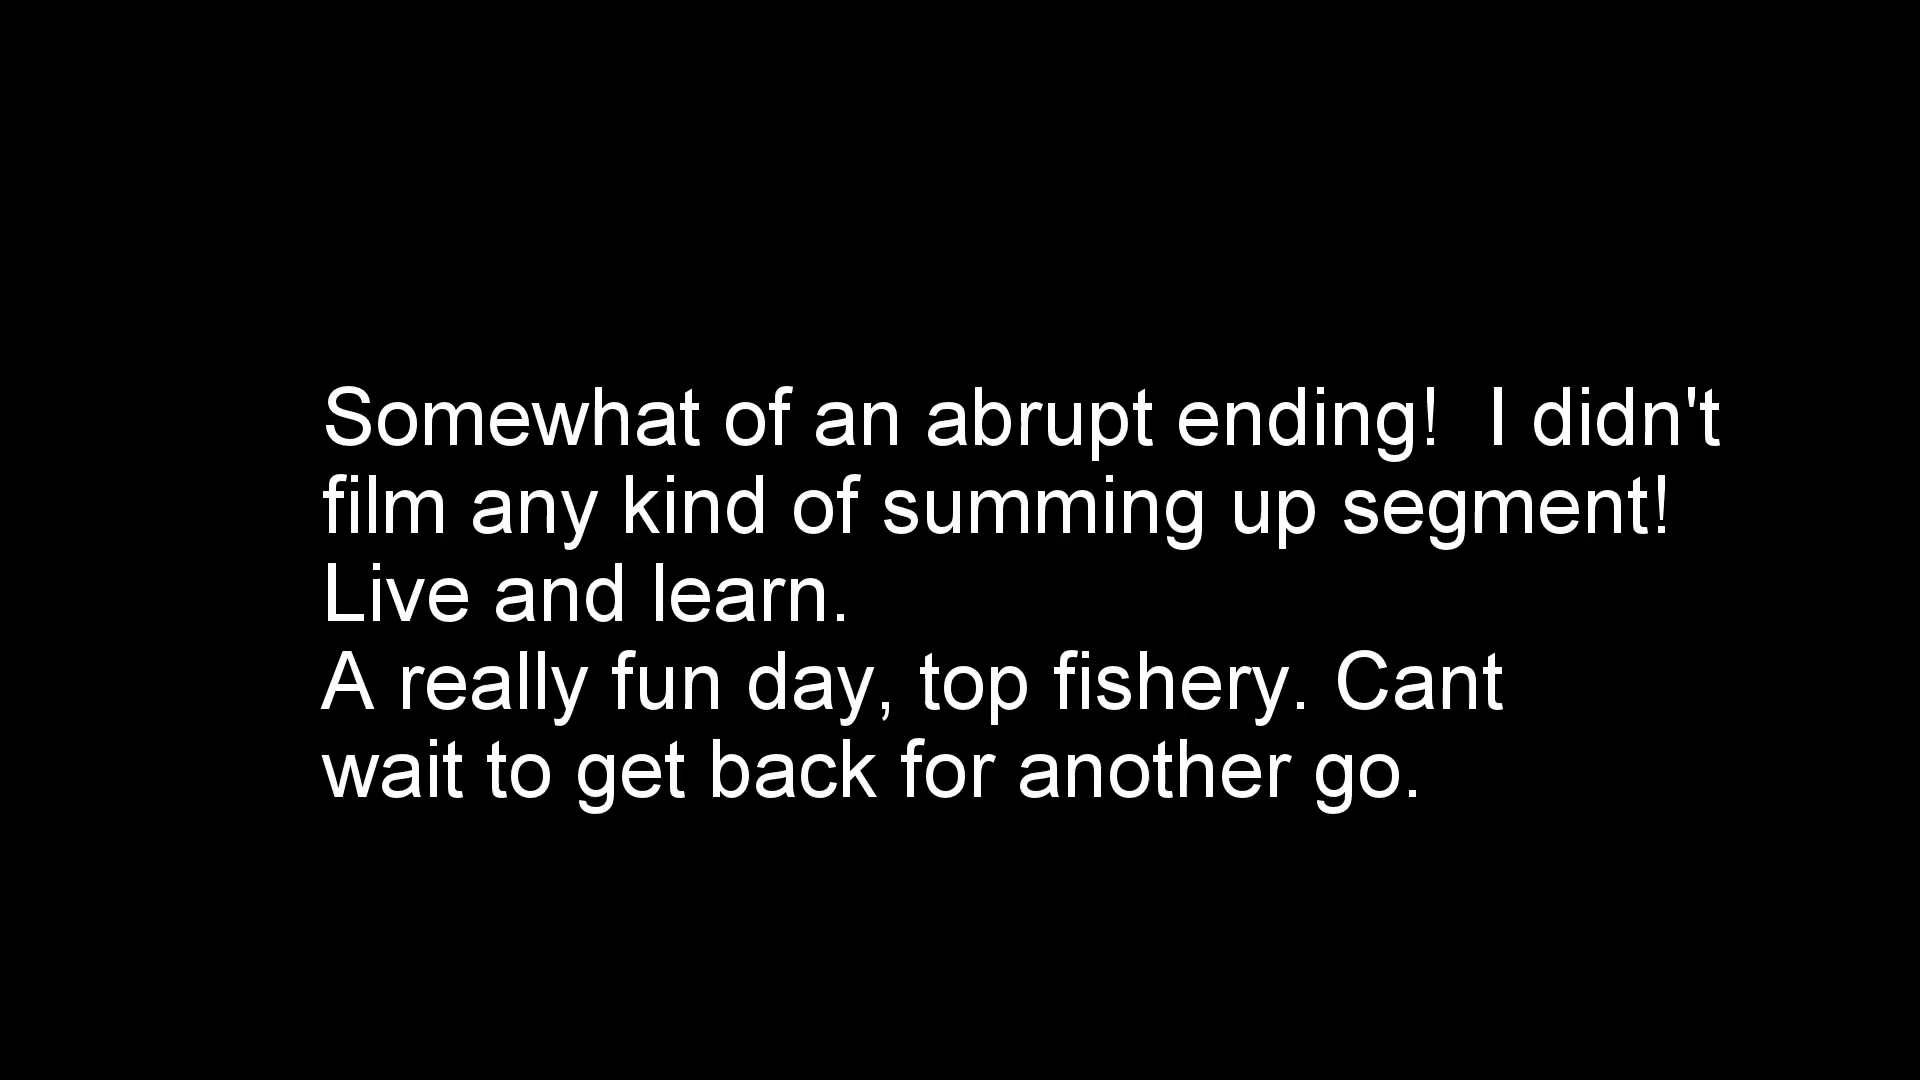 Somewhat of an abrupt ending!  I didn't
film any kind of summing up segment!
Live and learn.
A really fun day, top fishery. Cant
wait to get back for another go.